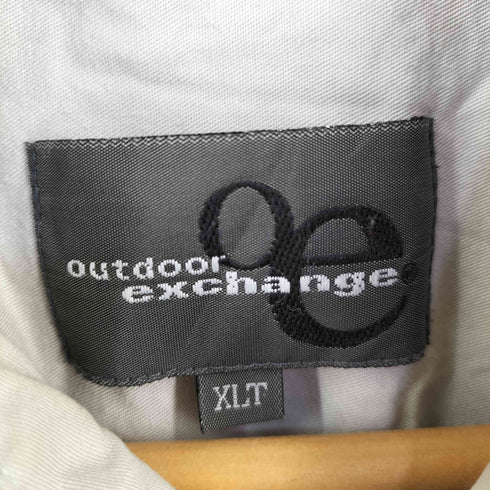 oe
outdoor
exchange
XLT